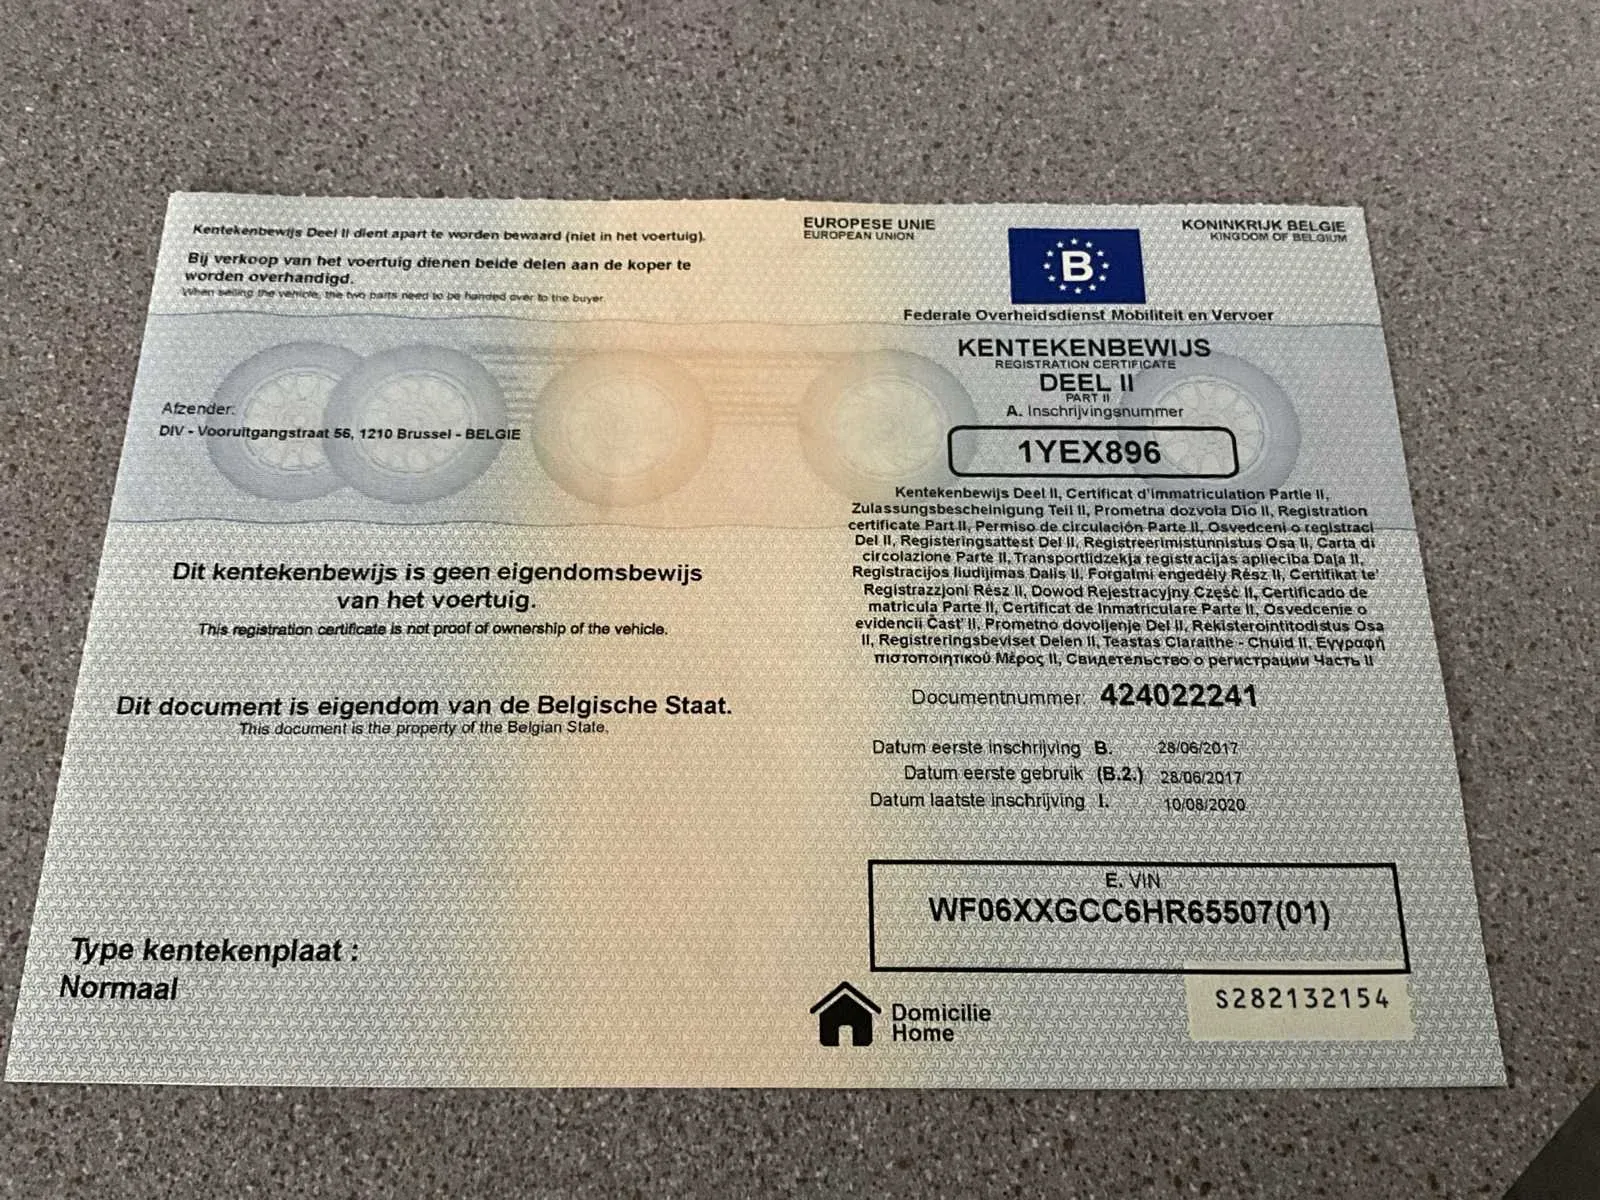 Kentekenbewijs Deel II dient apart te worden bewaard (niet in het voertuig).
Bij verkoop van het voertuig dienen beide delen aan de koper te
worden overhandigd.
When selling the vehicle, the two parts need to be handed over to the buyer.
Afzender:
DIV - Vooruitgangstraat 56, 1210 Brussel - BELGIE
Dit kentekenbewijs is geen eigendomsbewijs
van het voertuig.
This registration certificate is not proof of ownership of the vehicle.
Dit document is eigendom van de Belgische Staat.
This document is the property of the Belgian State.
Type kentekenplaat :
Normaal
EUROPESE UNIE
EUROPEAN UNION
B
KONINKRIJK BELGIE
KINGDOM OF BELGIUM
Federale Overheidsdienst Mobiliteit en Vervoer
KENTEKENBEWIJS
REGISTRATION CERTIFICATE
DEEL II
PART II
A. Inschrijvingsnummer
1YEX896
Kentekenbewijs Deel II, Certificat d'immatriculation Partie II,
Zulassungsbescheinigung Teil II, Prometna dozvola Dio II, Registration
certificate Part II, Permiso de circulación Parte II, Osvedceni o registraci
Del II, Registeringsattest Del II, Registreerimistunnistus Osa II, Carta di
circolazione Parte II, Transportlidzekja registracijas aplieciba Daļa II,
Registracijos liudijimas Dalis II, Forgalmi engedély Rész II, Certifikat te'
Registrazzjoni Rész II, Dowod Rejestracyjny Część II, Certificado de
matricula Parte II, Certificat de Inmatriculare Parte II, Osvedcenie o
evidencii Čast' II, Prometno dovoljenje Del II, Rekisterointitodistus Osa
II, Registreringsbeviset Delen II, Teastas Claraithe - Chuid II, Εγγραφή
πιστοποιητικού Μέρος II, Свидетельство о регистрации Часть II
Documentnummer: 424022241
Datum eerste inschrijving B. 28/06/2017
Datum eerste gebruik (B.2.) 28/06/2017
Datum laatste inschrijving I. 10/08/2020
E. VIN
WF06XXGCC6HR65507(01)
Domicilie
Home
S282132154